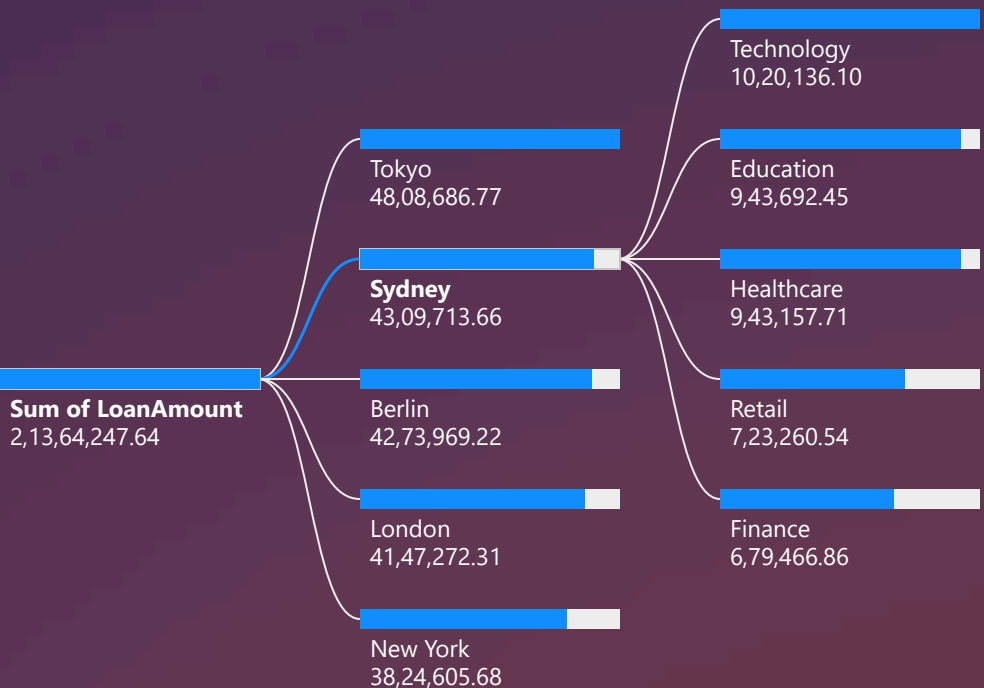 Sum of LoanAmount
2,13,64,247.64
Tokyo
48,08,686.77
Sydney
43,09,713.66
Berlin
42,73,969.22
London
41,47,272.31
New York
38,24,605.68
Technology
10,20,136.10
Education
9,43,692.45
Healthcare
9,43,157.71
Retail
7,23,260.54
Finance
6,79,466.86